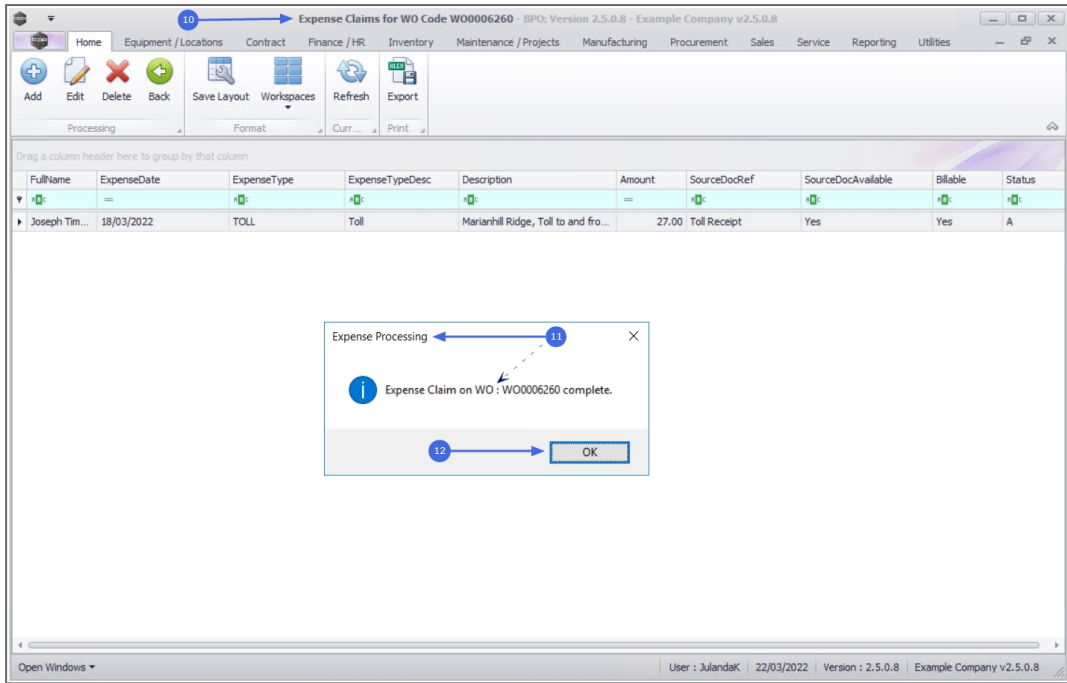 10
Expense Claims for WO Code WO0006260 - BPO: Version 2.5.0.8 - Example Company v2.5.0.8
Home Equipment / Locations Contract Finance / HR Inventory Maintenance / Projects Manufacturing Procurement Sales Service Reporting Utilities
Add Edit Delete Back Save Layout Workspaces Refresh Export
Processing Format Curr... Print
Drag a column header here to group by that column
FullName ExpenseDate ExpenseType ExpenseTypeDesc Description Amount SourceDocRef SourceDocAvailable Billable Status
= =
Joseph Tim... 18/03/2022 TOLL Toll Marianhill Ridge, Toll to and fro... 27.00 Toll Receipt Yes Yes A
Expense Processing 11
Expense Claim on WO : WO0006260 complete.
12 OK
Open Windows User : JulandaK 22/03/2022 Version : 2.5.0.8 Example Company v2.5.0.8